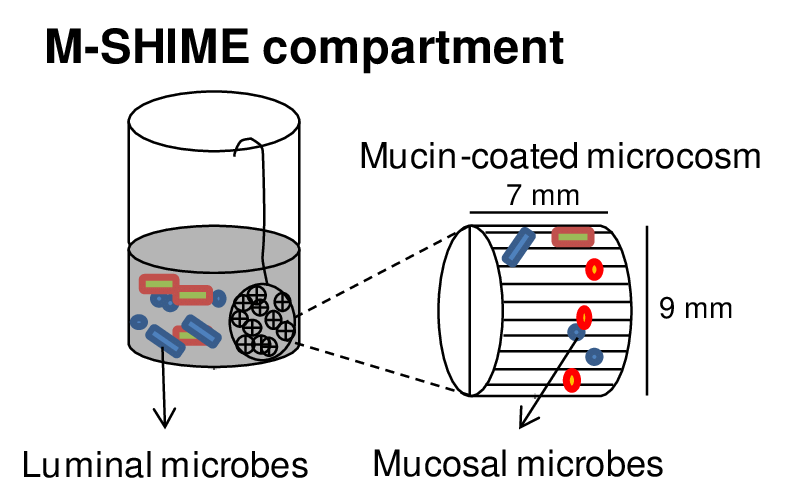 M-SHIME compartment
Mucin-coated microcosm
7 mm
9 mm
Luminal microbes
Mucosal microbes